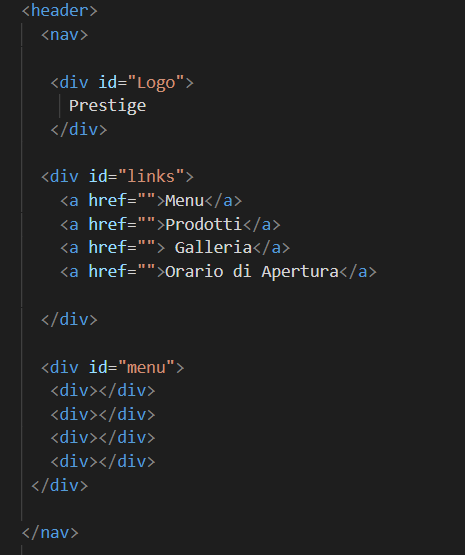 <header>
<nav>
<div id="Logo">
Prestige
</div>
<div id="links">
<a href="">Menu</a>
<a href="">Prodotti</a>
<a href=""> Galleria</a>
<a href="">Orario di Apertura</a>
</div>
<div id="menu">
<div></div>
<div></div>
<div></div>
<div></div>
</div>
</nav>